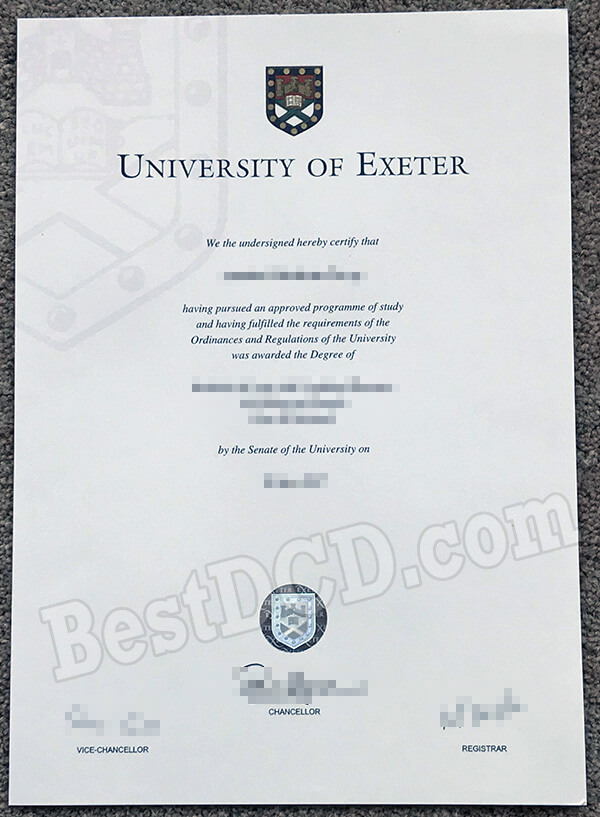 UNIVERSITY OF EXETER
We the undersigned hereby certify that
having pursued an approved programme of study
and having fulfilled the requirements of the
Ordinances and Regulations of the University
was awarded the Degree of
by the Senate of the University on
BestDCD.com
CHANCELLOR
VICE-CHANCELLOR
REGISTRAR